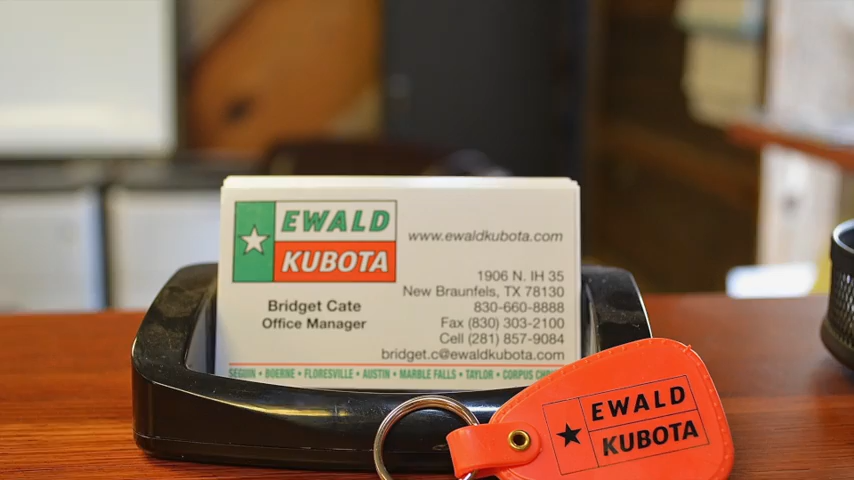 EWALD
KUBOTA
www.ewaldkubota.com
Bridget Cate
Office Manager
1906 N. IH 35
New Braunfels, TX 78130
830-660-8888
Fax (830) 303-2100
Cell (281) 857-9084
bridget.c@ewaldkubota.com
SEGUIN • BOERNE • FLORESVILLE • AUSTIN • MARBLE FALLS • TAYLOR • CORPUS
EWALD
KUBOTA